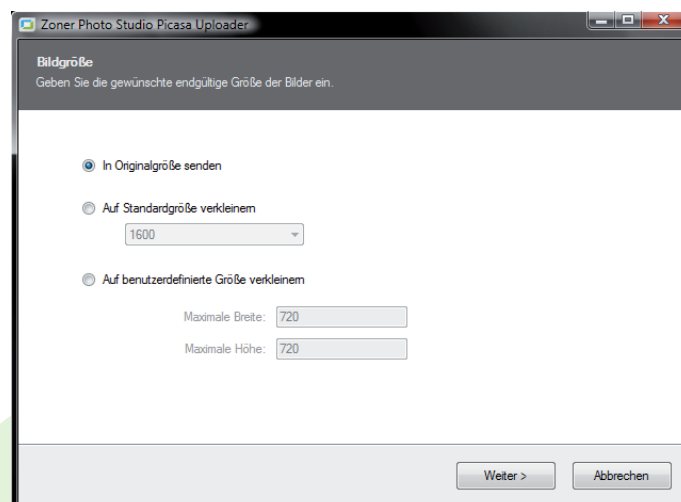 Zoner Photo Studio Picasa Uploader
Bildgröße
Geben Sie die gewünschte endgültige Größe der Bilder ein.
In Originalgröße senden
Auf Standardgröße verkleinern
1600
Auf benutzerdefinierte Größe verkleinern
Maximale Breite: 720
Maximale Höhe: 720
Weiter > Abbrechen